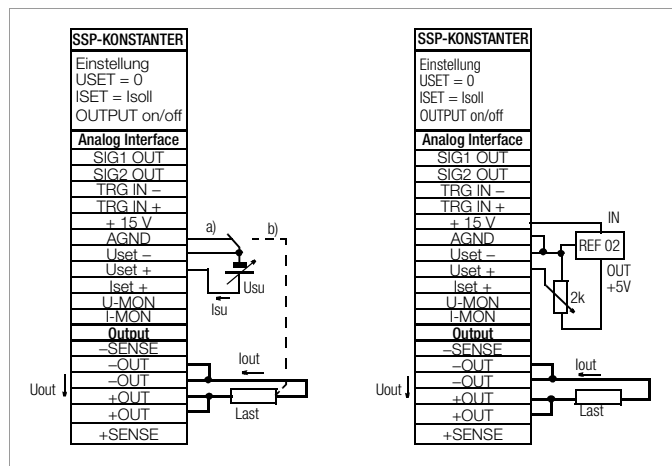 SSP-KONSTANTER
Einstellung
USET = 0
ISET = Isoll
OUTPUT on/off
Analog Interface
SIG1 OUT
SIG2 OUT
TRG IN –
TRG IN +
+ 15 V
AGND
Uset –
Uset +
Iset +
U-MON
I-MON
Output
–SENSE
–OUT
–OUT
+OUT
+OUT
+SENSE
a)
b)
Usu
Isu
Iout
Uout
Last
SSP-KONSTANTER
Einstellung
USET = 0
ISET = Isoll
OUTPUT on/off
Analog Interface
SIG1 OUT
SIG2 OUT
TRG IN –
TRG IN +
+ 15 V
AGND
Uset –
Uset +
Iset +
U-MON
I-MON
Output
–SENSE
–OUT
–OUT
+OUT
+OUT
+SENSE
IN
REF 02
OUT
+5V
2k
Iout
Uout
Last